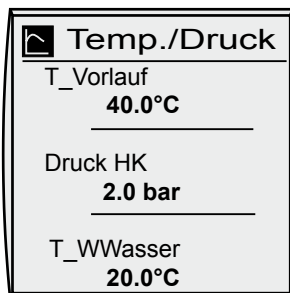 Temp./Druck
T_Vorlauf
40.0°C
Druck HK
2.0 bar
T_WWasser
20.0°C